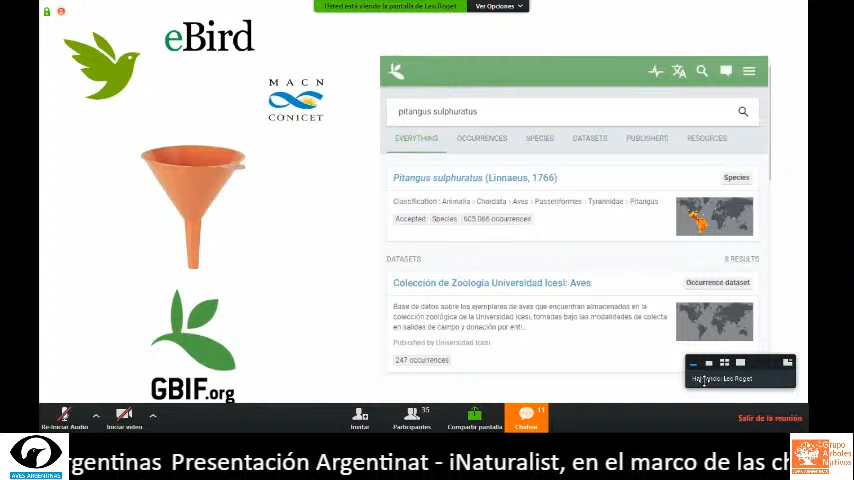 Usted está viendo la pantalla de Leo Roget
Ver Opciones
eBird
MACN
CONICET
GBIF.org
pitangus sulphuratus
EVERYTHING OCCURRENCES SPECIES DATASETS PUBLISHERS RESOURCES
Pitangus sulphuratus (Linnaeus, 1766)
Species
Classification : Animalia › Chordata › Aves › Passeriformes › Tyrannidae › Pitangus
Accepted Species 605.066 occurrences
DATASETS
8 RESULTS
Colección de Zoología Universidad Icesi: Aves
Occurrence dataset
Base de datos sobre los ejemplares de aves que encuentran almacenados en la
colección zoológica de la Universidad Icesi, tomadas bajo las modalidades de colecta
en salidas de campo y donación por enti...
Published by Universidad Icesi
247 occurrences
Leo Roget
Re-Iniciar Audio
Iniciar video
Invitar
35
Participantes
Compartir pantalla
11
Chatear
Salir de la reunión
AVES ARGENTINAS
rgentinas Presentación Argentinat - iNaturalist, en el marco de las ch
Grupo
Árboles
Nativos